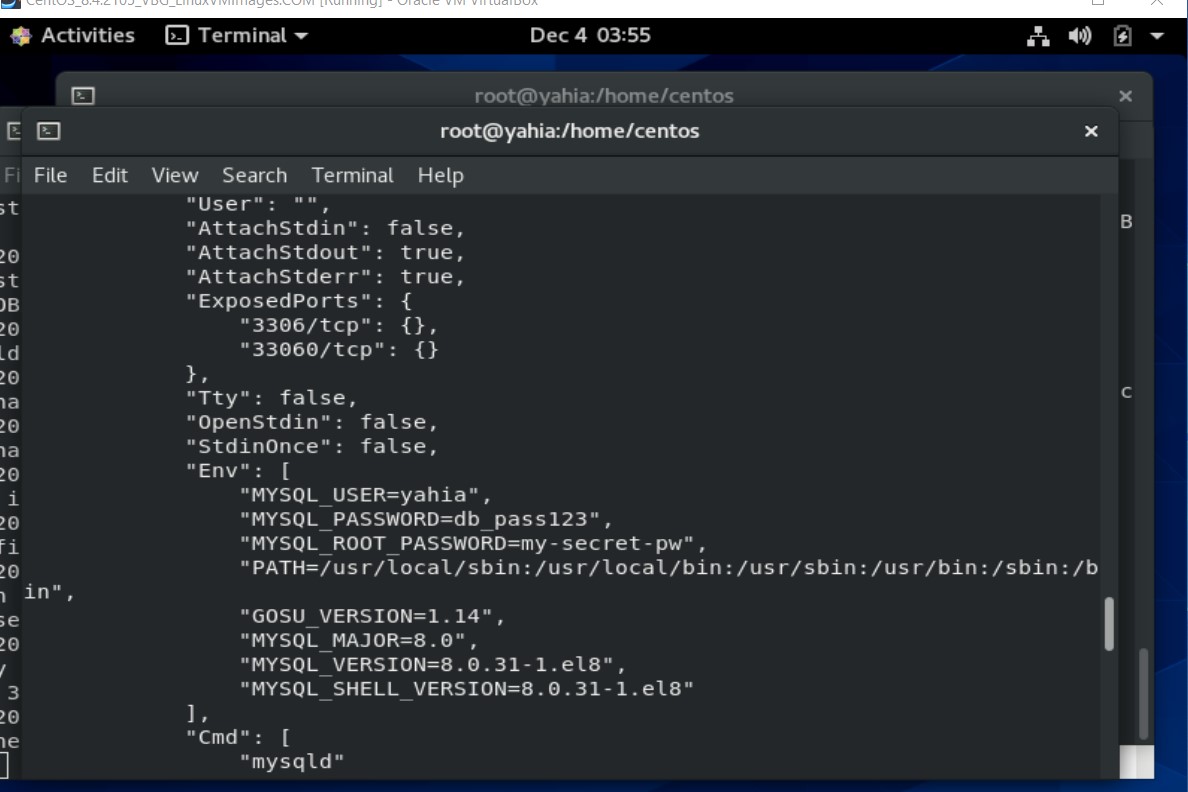 CentOS_8.4.2105_VBG_LinuxVMImages.COM [Running] - Oracle VM VirtualBox
Activities Terminal Dec 4 03:55
root@yahia:/home/centos
root@yahia:/home/centos
File Edit View Search Terminal Help
"User": "",
"AttachStdin": false,
"AttachStdout": true,
"AttachStderr": true,
"ExposedPorts": {
"3306/tcp": {},
"33060/tcp": {}
},
"Tty": false,
"OpenStdin": false,
"StdinOnce": false,
"Env": [
"MYSQL_USER=yahia",
"MYSQL_PASSWORD=db_pass123",
"MYSQL_ROOT_PASSWORD=my-secret-pw",
"PATH=/usr/local/sbin:/usr/local/bin:/usr/sbin:/usr/bin:/sbin:/b
in",
"GOSU_VERSION=1.14",
"MYSQL_MAJOR=8.0",
"MYSQL_VERSION=8.0.31-1.el8",
"MYSQL_SHELL_VERSION=8.0.31-1.el8"
],
"Cmd": [
"mysqld"